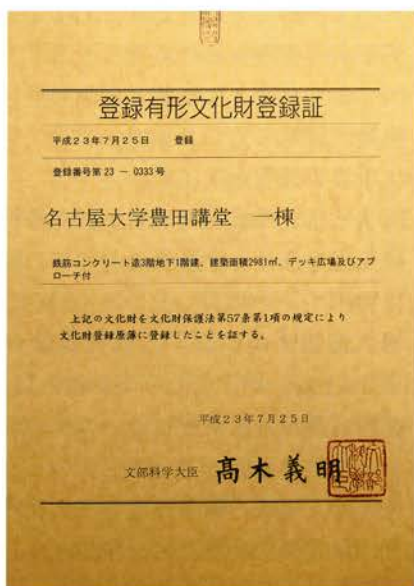 登録有形文化財登録証
平成23年7月25日　登録
登録番号第 23 － 0333号
名古屋大学豊田講堂　一棟
鉄筋コンクリート造3階地下1階建、建築面積2981㎡、デッキ広場及びアプ
ローチ付
上記の文化財を文化財保護法第57条第1項の規定により
文化財登録原簿に登録したことを証する。
平成23年7月25日
文部科学大臣　髙木義明